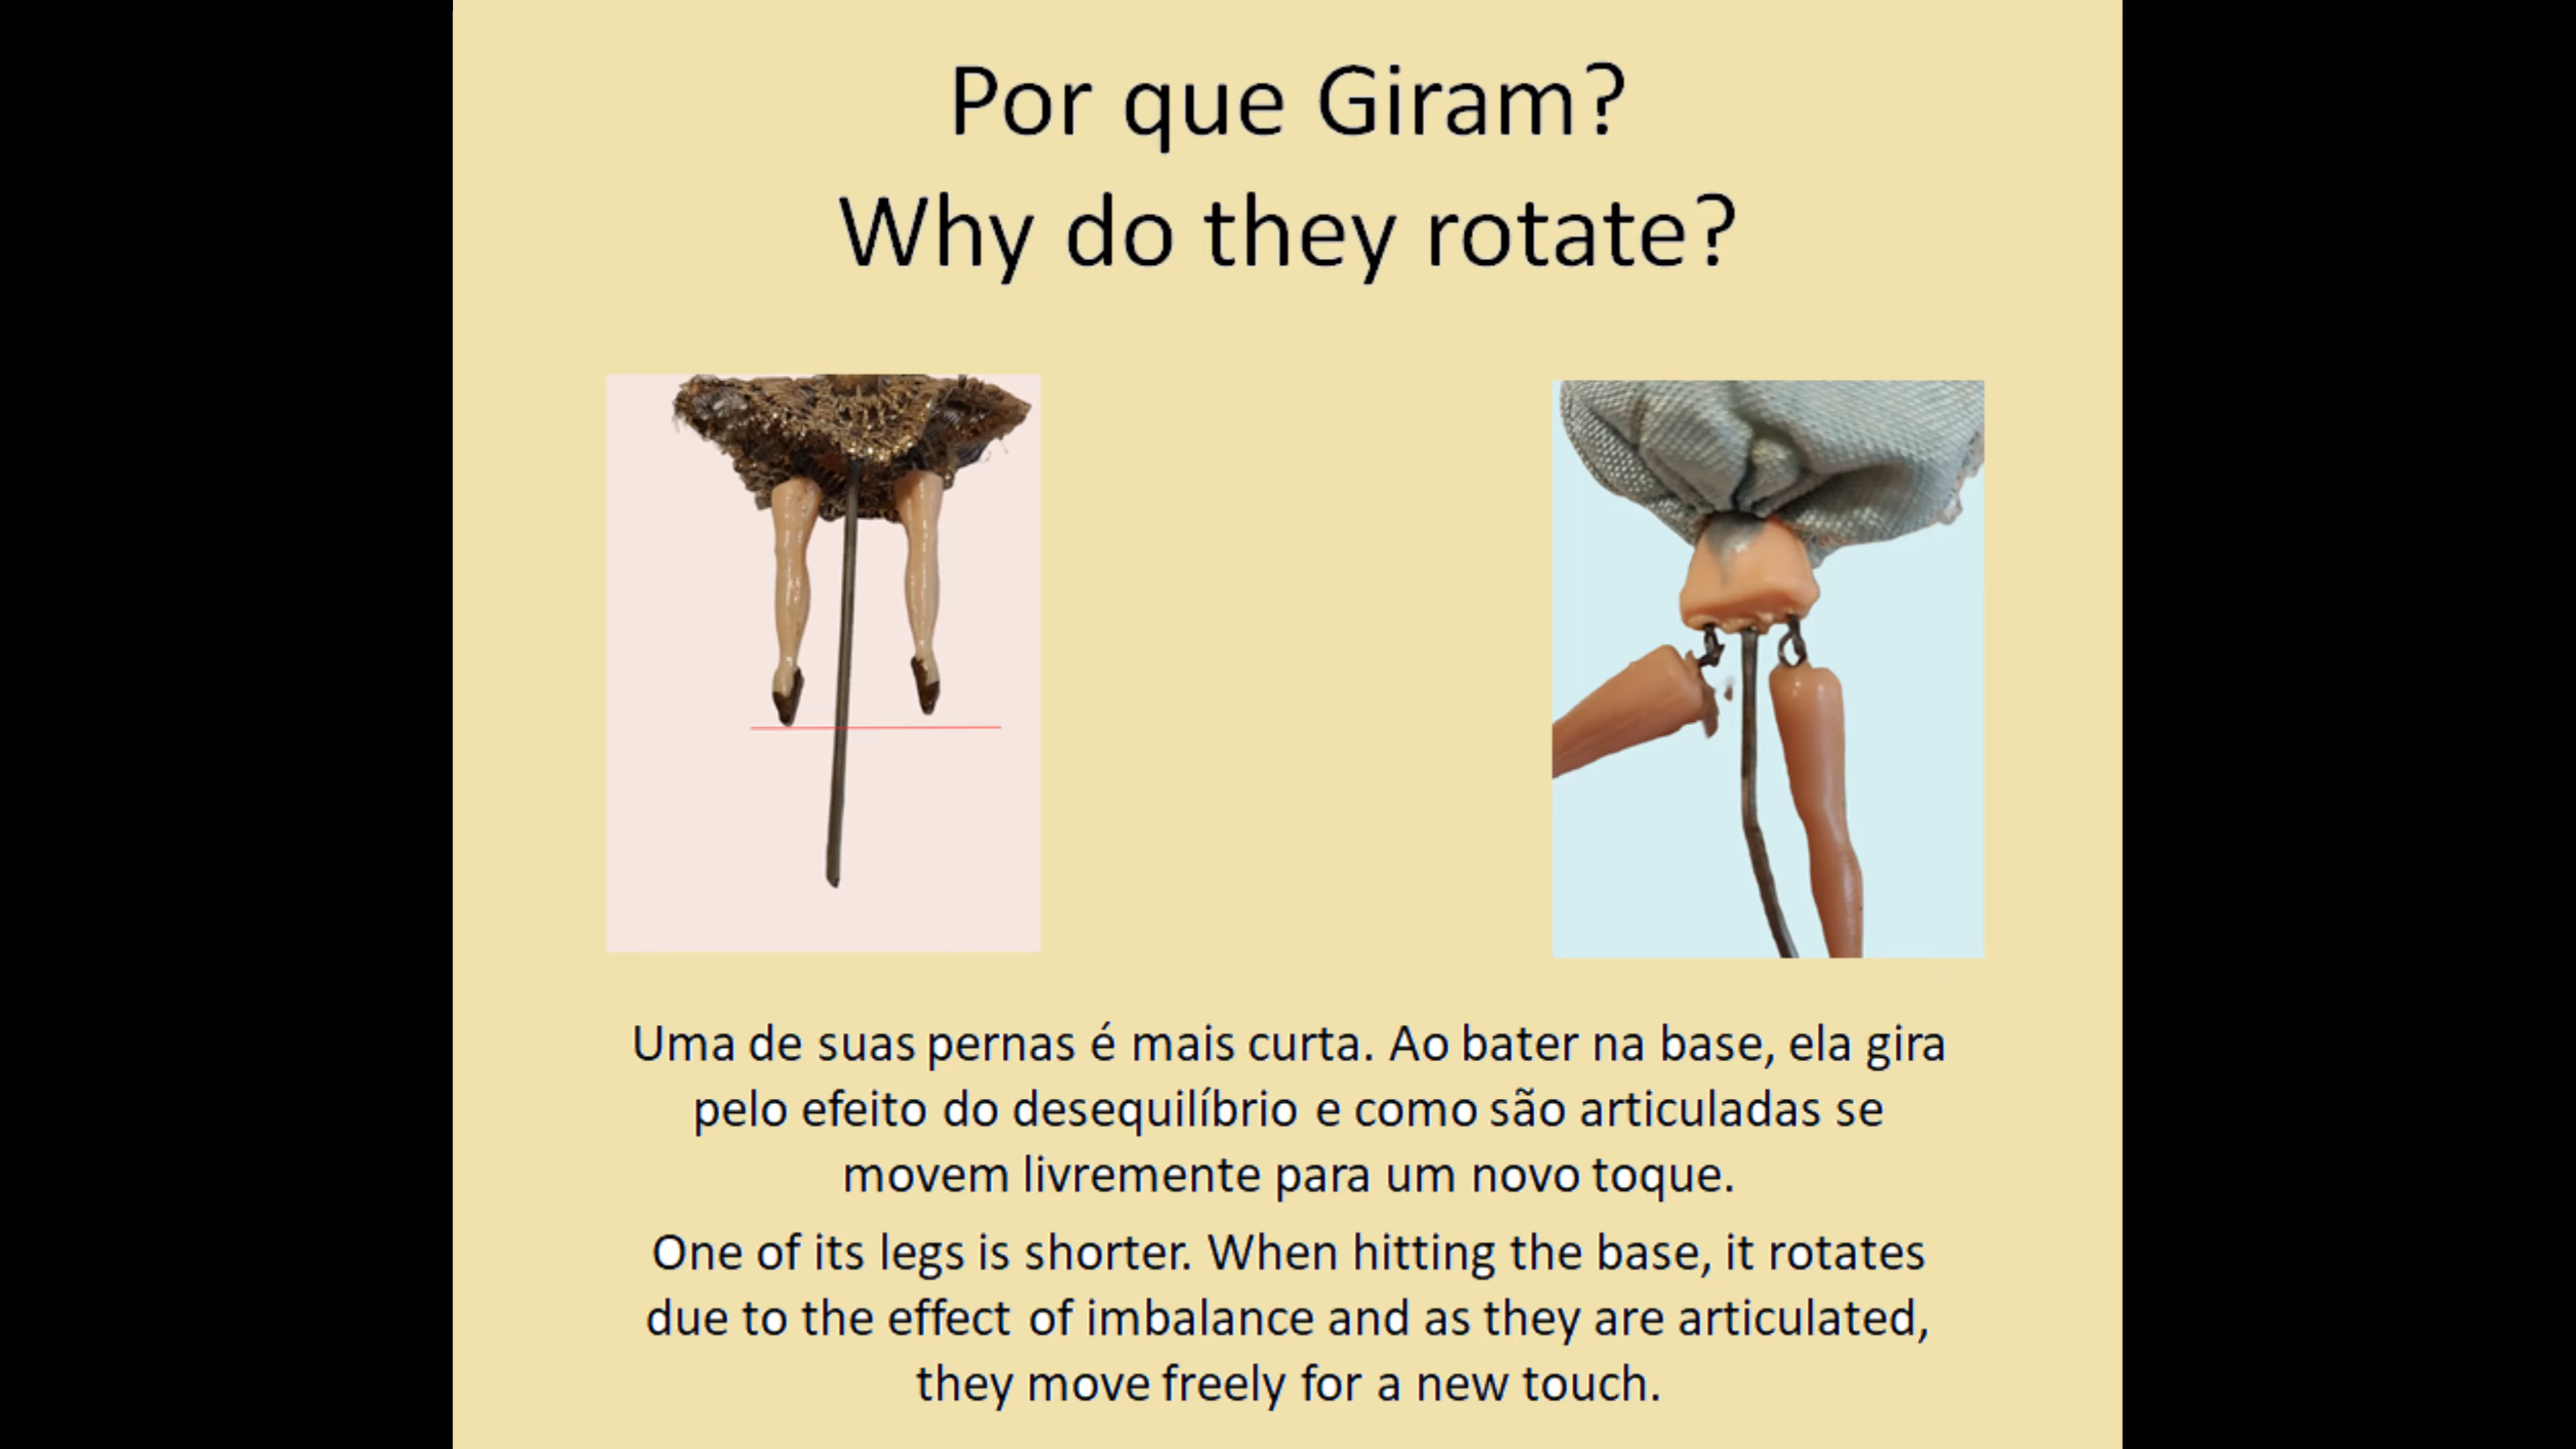 Por que Giram?
Why do they rotate?
Uma de suas pernas é mais curta. Ao bater na base, ela gira
pelo efeito do desequilíbrio e como são articuladas se
movem livremente para um novo toque.
One of its legs is shorter. When hitting the base, it rotates
due to the effect of imbalance and as they are articulated,
they move freely for a new touch.